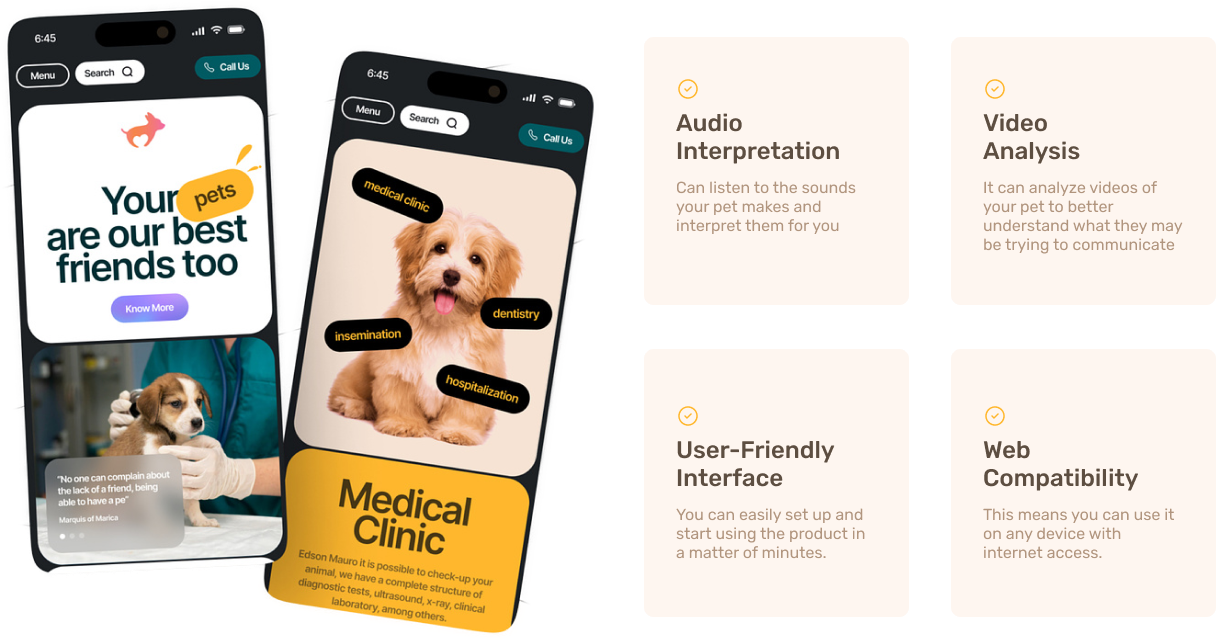 6:45
Menu
Search
Call Us
Your pets
are our best
friends too
Know More
"No one can complain about
the lack of a friend, being
able to have a pe"
Marquis of Marica
6:45
Menu
Search
Call Us
medical clinic
dentistry
insemination
hospitalization
Medical
Clinic
Edson Mauro it is possible to check-up your
animal, we have a complete structure of
diagnostic tests, ultrasound, x-ray, clinical
laboratory, among others.
Audio
Interpretation
Can listen to the sounds
your pet makes and
interpret them for you
Video
Analysis
It can analyze videos of
your pet to better
understand what they may
be trying to communicate
User-Friendly
Interface
You can easily set up and
start using the product in
a matter of minutes.
Web
Compatibility
This means you can use it
on any device with
internet access.